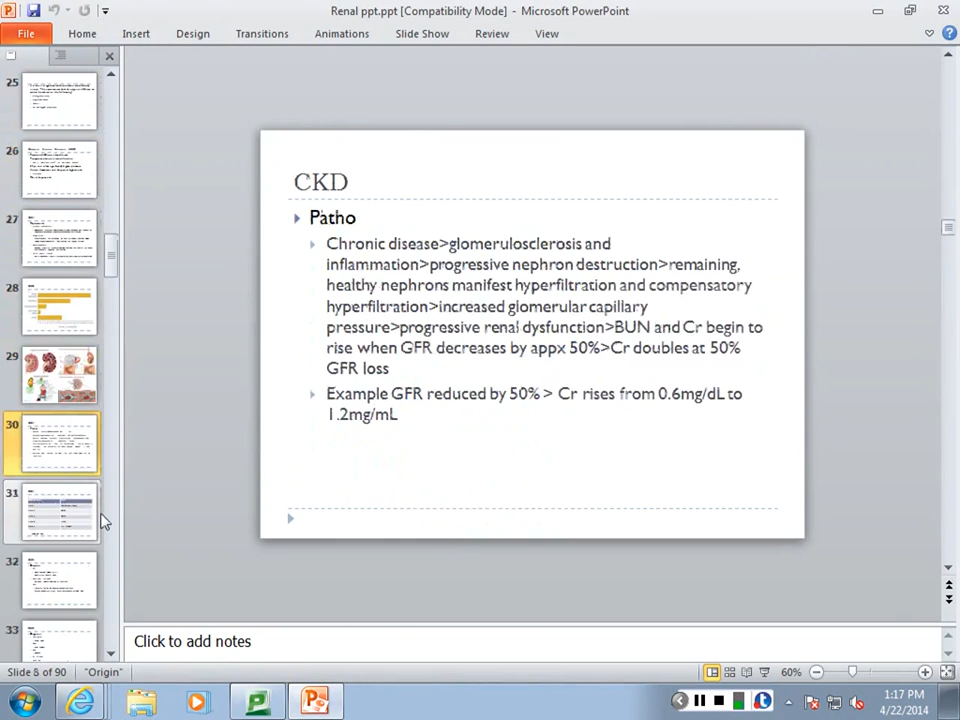 Renal ppt.ppt [Compatibility Mode] - Microsoft PowerPoint
File Home Insert Design Transitions Animations Slide Show Review View
25
26
27
28
29
30
31
32
33
CKD
Patho
Chronic disease>glomerulosclerosis and
inflammation>progressive nephron destruction>remaining,
healthy nephrons manifest hyperfiltration and compensatory
hyperfiltration>increased glomerular capillary
pressure>progressive renal dysfunction>BUN and Cr begin to
rise when GFR decreases by appx 50%>Cr doubles at 50%
GFR loss
Example GFR reduced by 50% > Cr rises from 0.6mg/dL to
1.2mg/mL
Click to add notes
Slide 8 of 90 "Origin" 60%
1:17 PM
4/22/2014